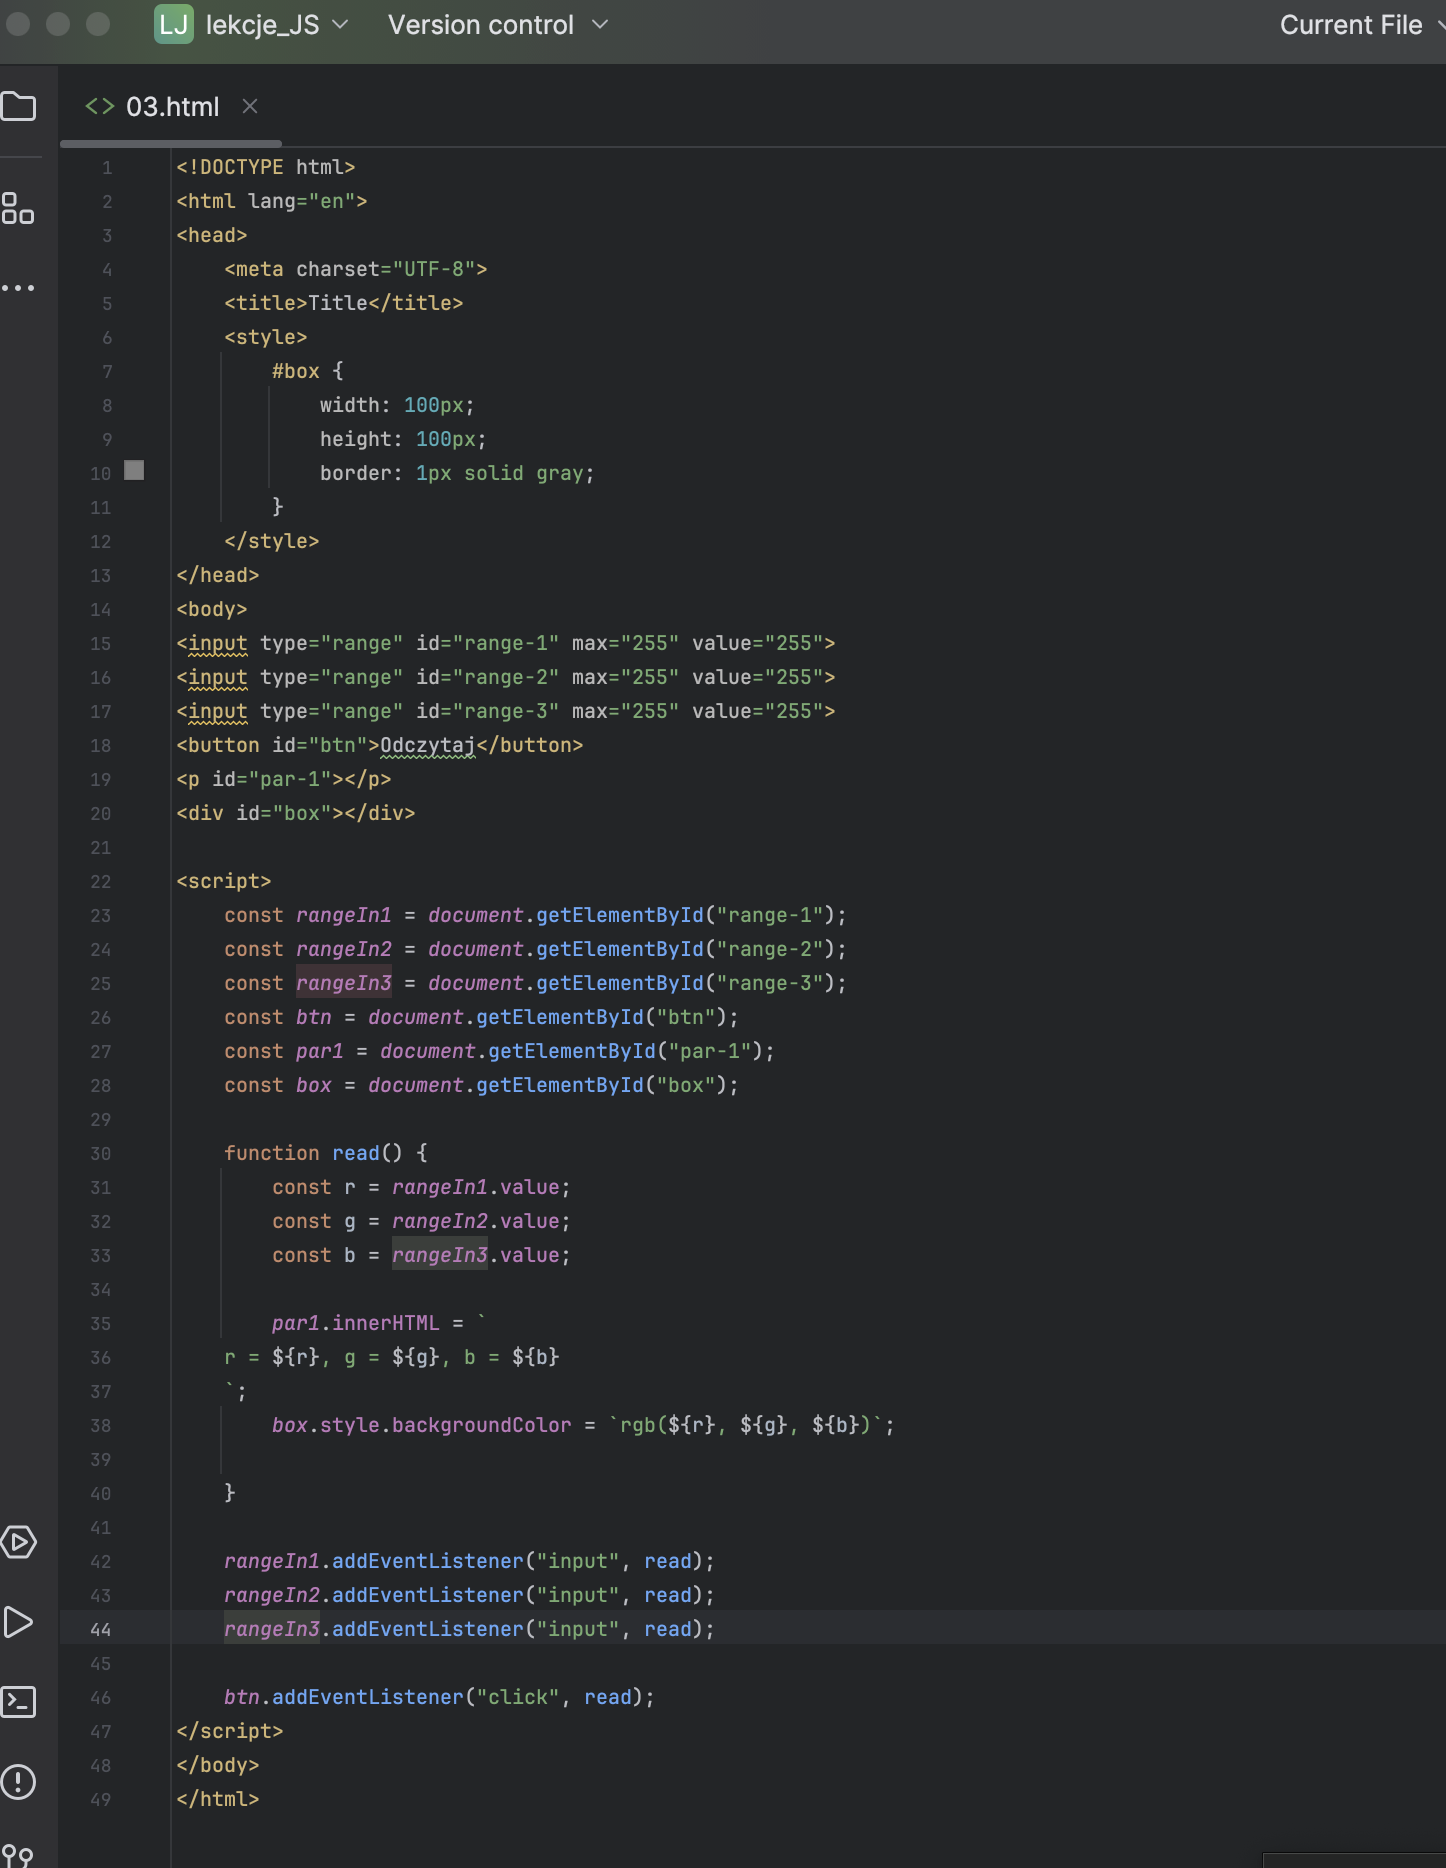 LJ lekcje_JS Version control Current File
<> 03.html
1 <!DOCTYPE html>
2 <html lang="en">
3 <head>
4     <meta charset="UTF-8">
5     <title>Title</title>
6     <style>
7         #box {
8             width: 100px;
9             height: 100px;
10             border: 1px solid gray;
11         }
12     </style>
13 </head>
14 <body>
15 <input type="range" id="range-1" max="255" value="255">
16 <input type="range" id="range-2" max="255" value="255">
17 <input type="range" id="range-3" max="255" value="255">
18 <button id="btn">Odczytaj</button>
19 <p id="par-1"></p>
20 <div id="box"></div>
21
22 <script>
23     const rangeIn1 = document.getElementById("range-1");
24     const rangeIn2 = document.getElementById("range-2");
25     const rangeIn3 = document.getElementById("range-3");
26     const btn = document.getElementById("btn");
27     const par1 = document.getElementById("par-1");
28     const box = document.getElementById("box");
29
30     function read() {
31         const r = rangeIn1.value;
32         const g = rangeIn2.value;
33         const b = rangeIn3.value;
34
35         par1.innerHTML = `
36     r = ${r}, g = ${g}, b = ${b}
37     `;
38         box.style.backgroundColor = `rgb(${r}, ${g}, ${b})`;
39
40     }
41
42     rangeIn1.addEventListener("input", read);
43     rangeIn2.addEventListener("input", read);
44     rangeIn3.addEventListener("input", read);
45
46     btn.addEventListener("click", read);
47 </script>
48 </body>
49 </html>